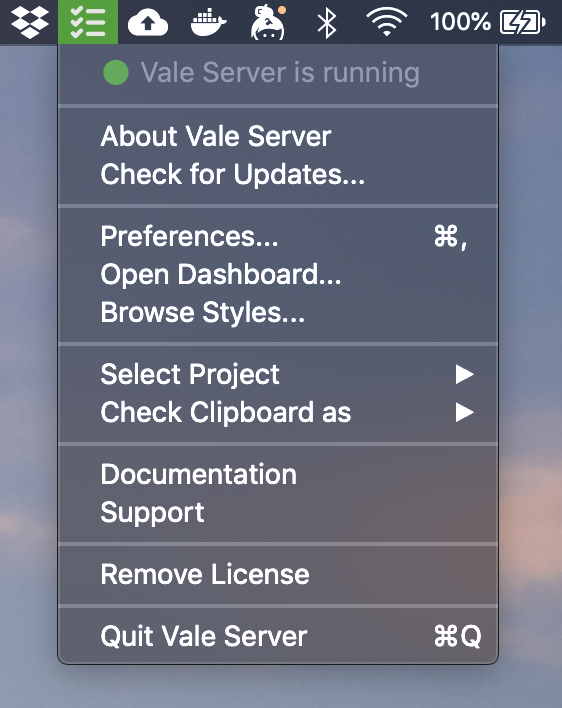 100%
Vale Server is running
About Vale Server
Check for Updates...
Preferences... ⌘,
Open Dashboard...
Browse Styles...
Select Project ▶
Check Clipboard as ▶
Documentation
Support
Remove License
Quit Vale Server ⌘Q